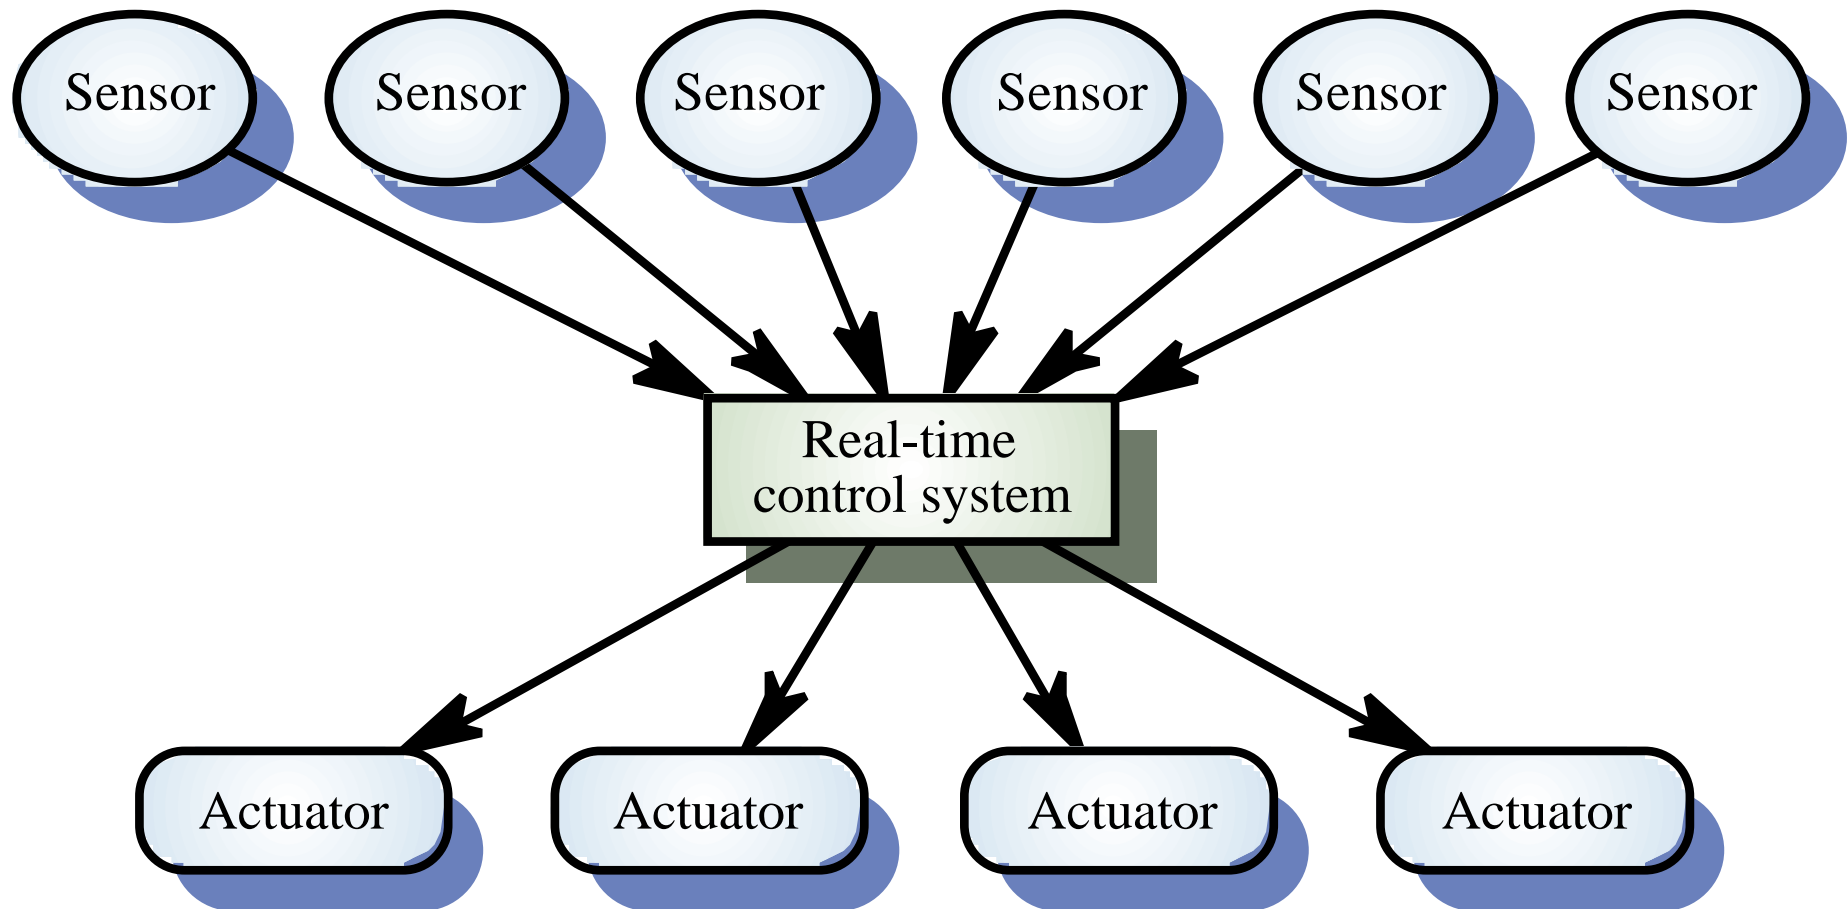 Sensor
Sensor
Sensor
Sensor
Sensor
Sensor
Real-time
control system
Actuator
Actuator
Actuator
Actuator